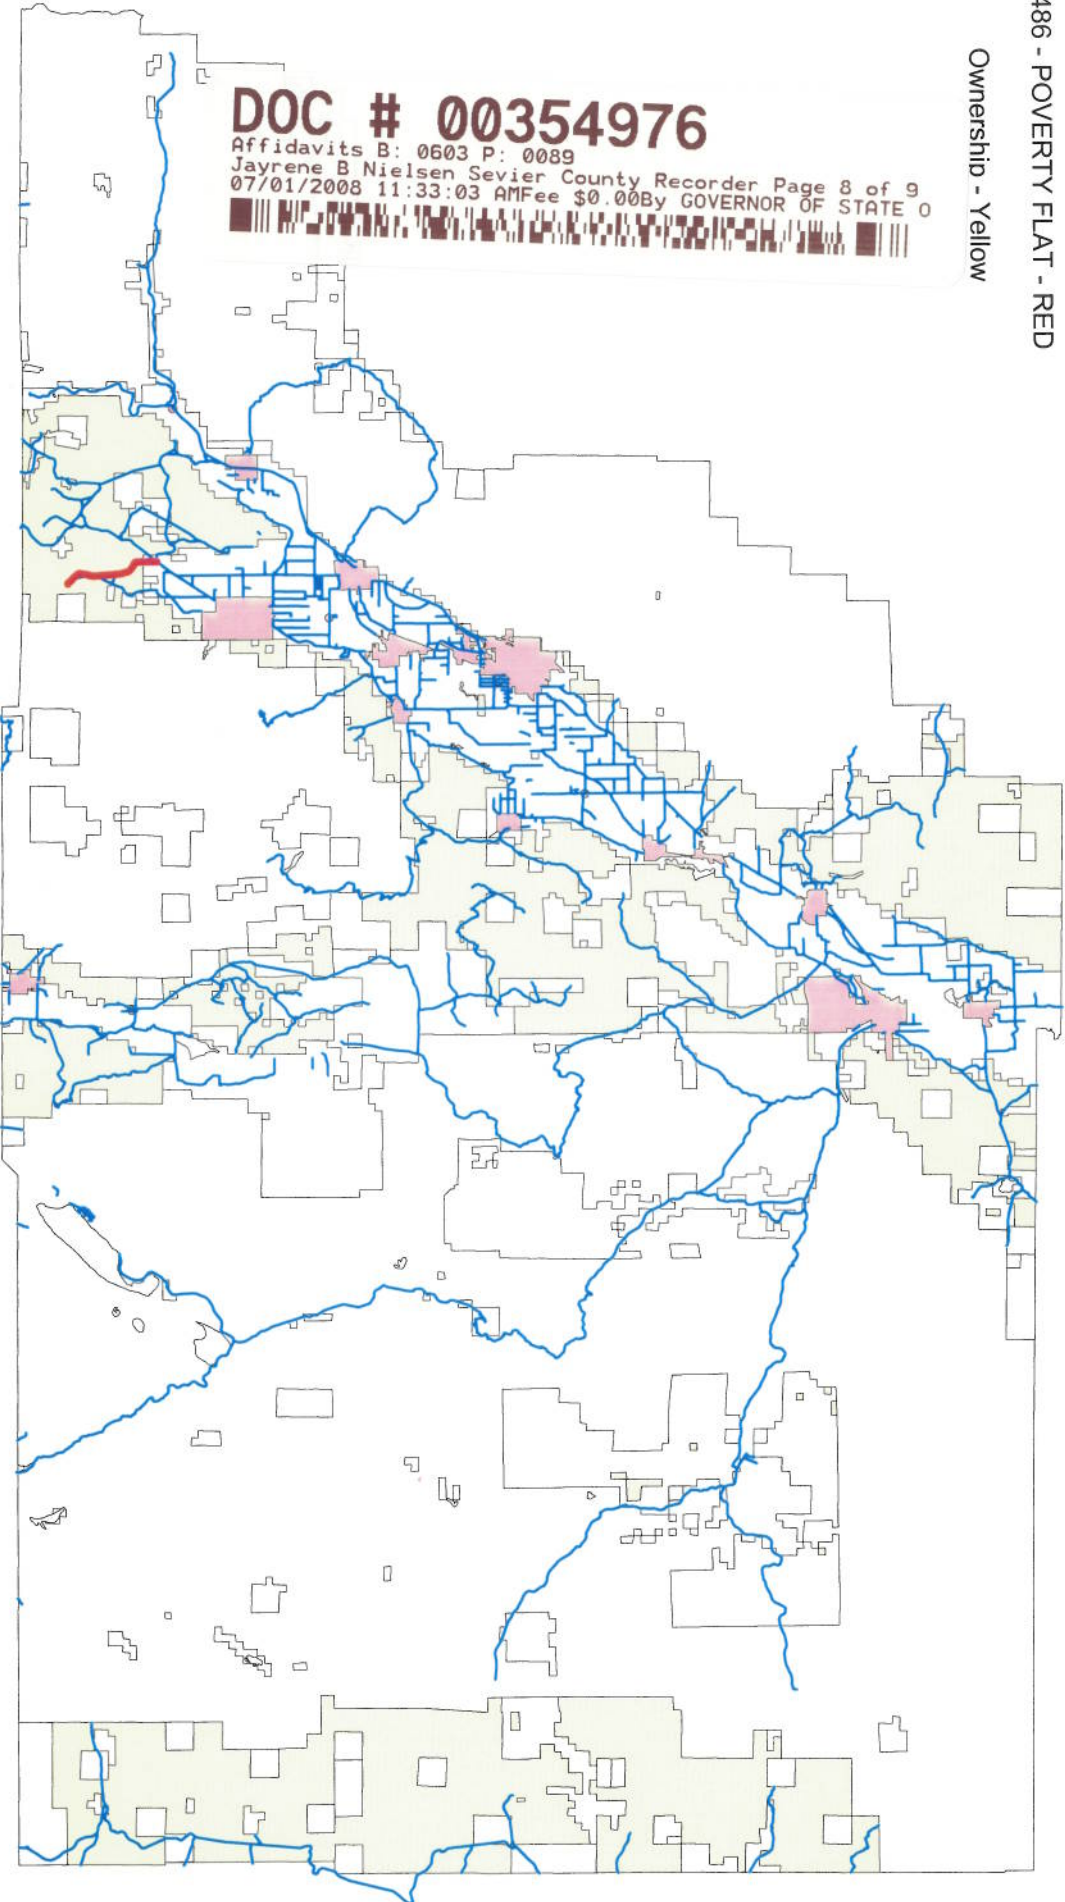 486 - POVERTY FLAT - RED
Ownership - Yellow
DOC # 00354976
Affidavits B: 0603 P: 0089
Jayrene B Nielsen Sevier County Recorder Page 8 of 9
07/01/2008 11:33:03 AMFee $0.00By GOVERNOR OF STATE O